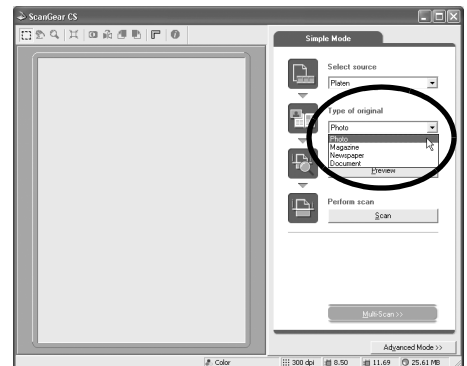 ScanGear CS
Simple Mode
Select source
Platen
Type of original
Photo
Photo
Magazine
Newspaper
Document
Preview
Perform scan
Scan
Multi-Scan >>
Advanced Mode >>
Color 300 dpi 8.50 11.69 25.61 MB